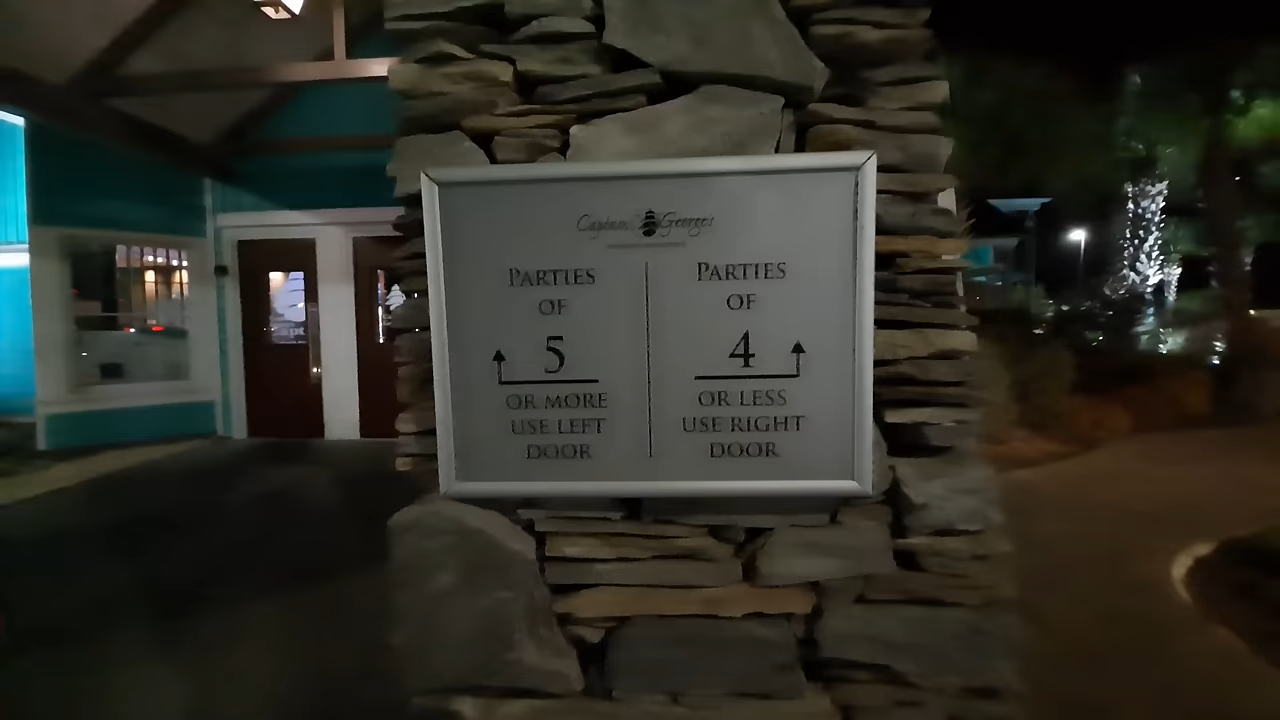 Captain George's
PARTIES
OF
5
OR MORE
USE LEFT
DOOR
PARTIES
OF
4
OR LESS
USE RIGHT
DOOR